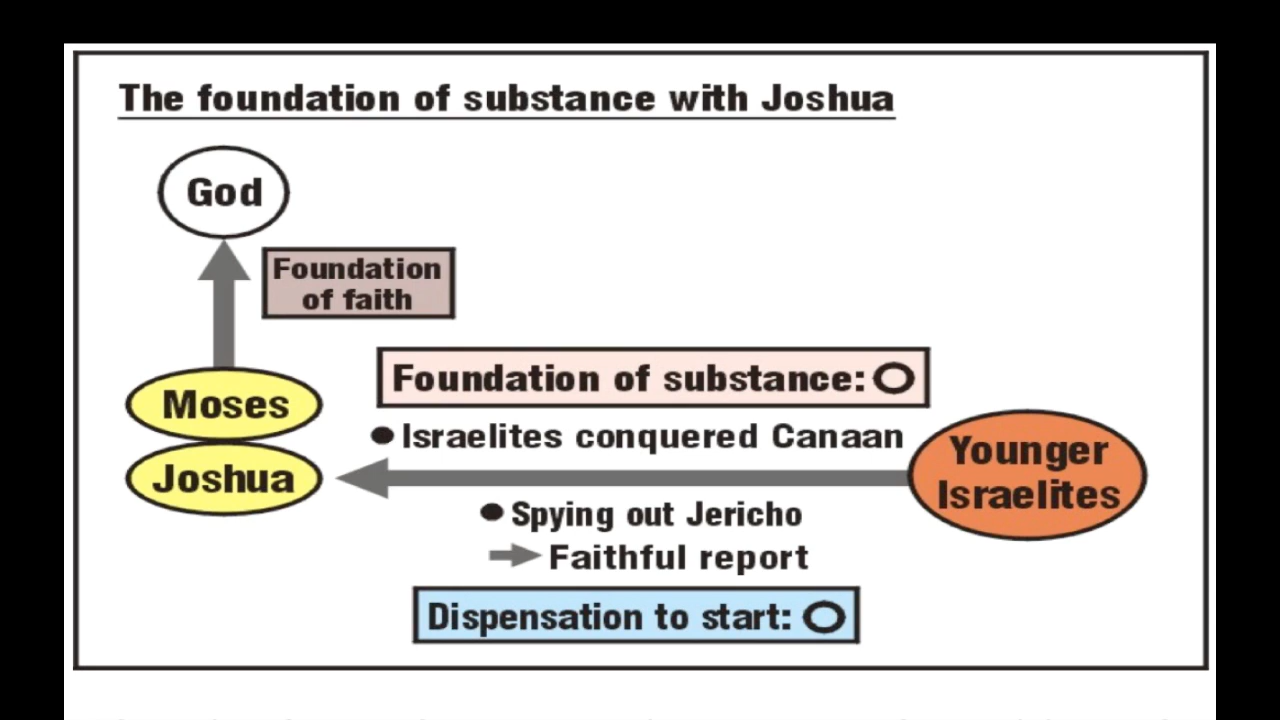 The foundation of substance with Joshua
God
Foundation
of faith
Moses
Joshua
Foundation of substance:
● Israelites conquered Canaan
● Spying out Jericho
Faithful report
Younger
Israelites
Dispensation to start: